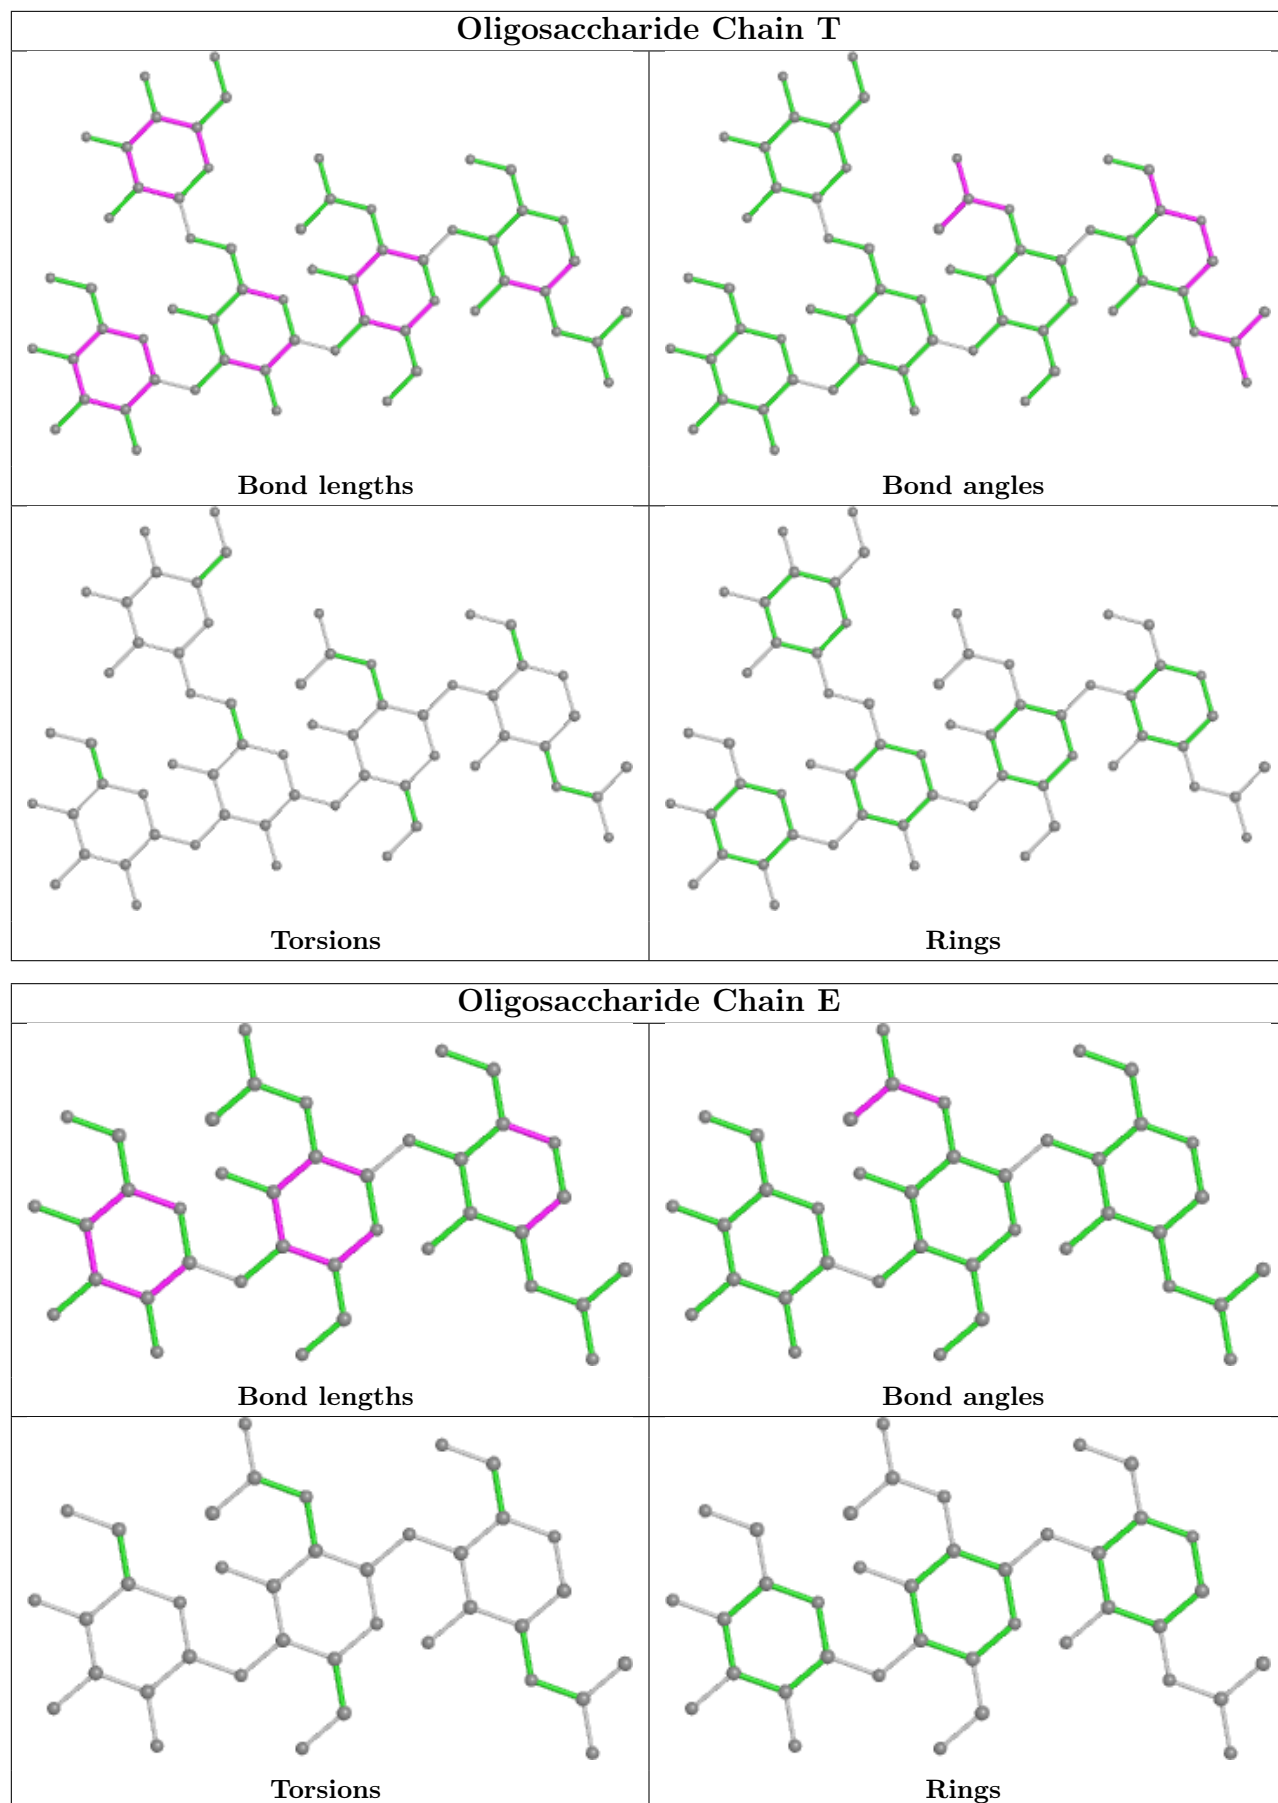 Oligosaccharide Chain T
Bond lengths
Bond angles
Torsions
Rings
Oligosaccharide Chain E
Bond lengths
Bond angles
Torsions
Rings